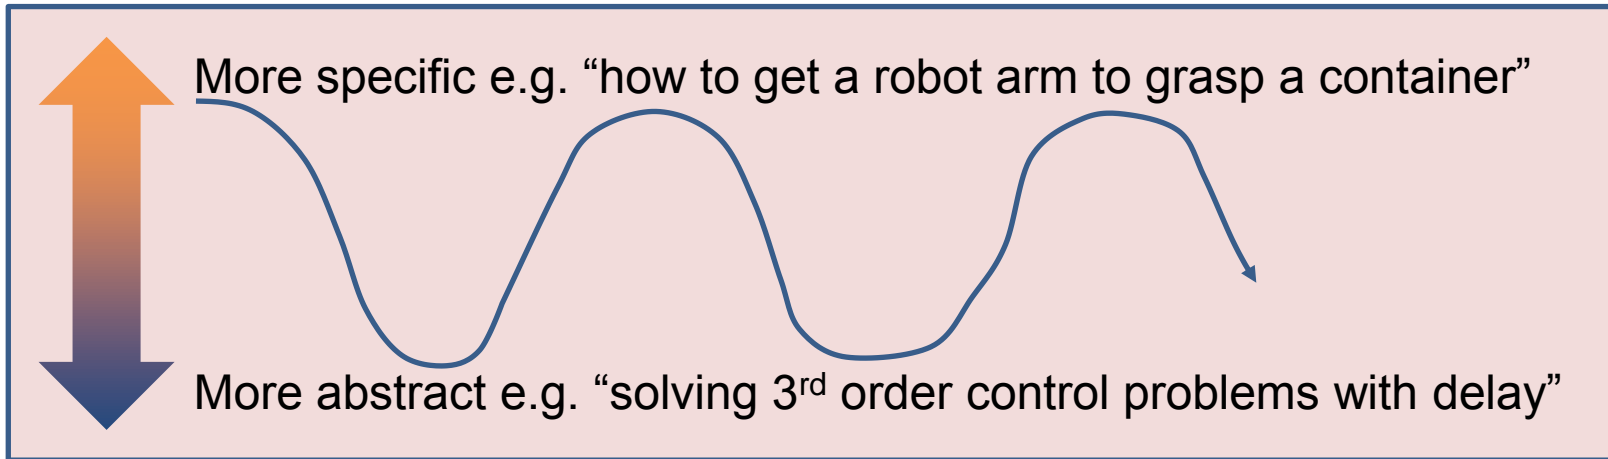 More specific e.g. “how to get a robot arm to grasp a container”
More abstract e.g. “solving 3rd order control problems with delay”